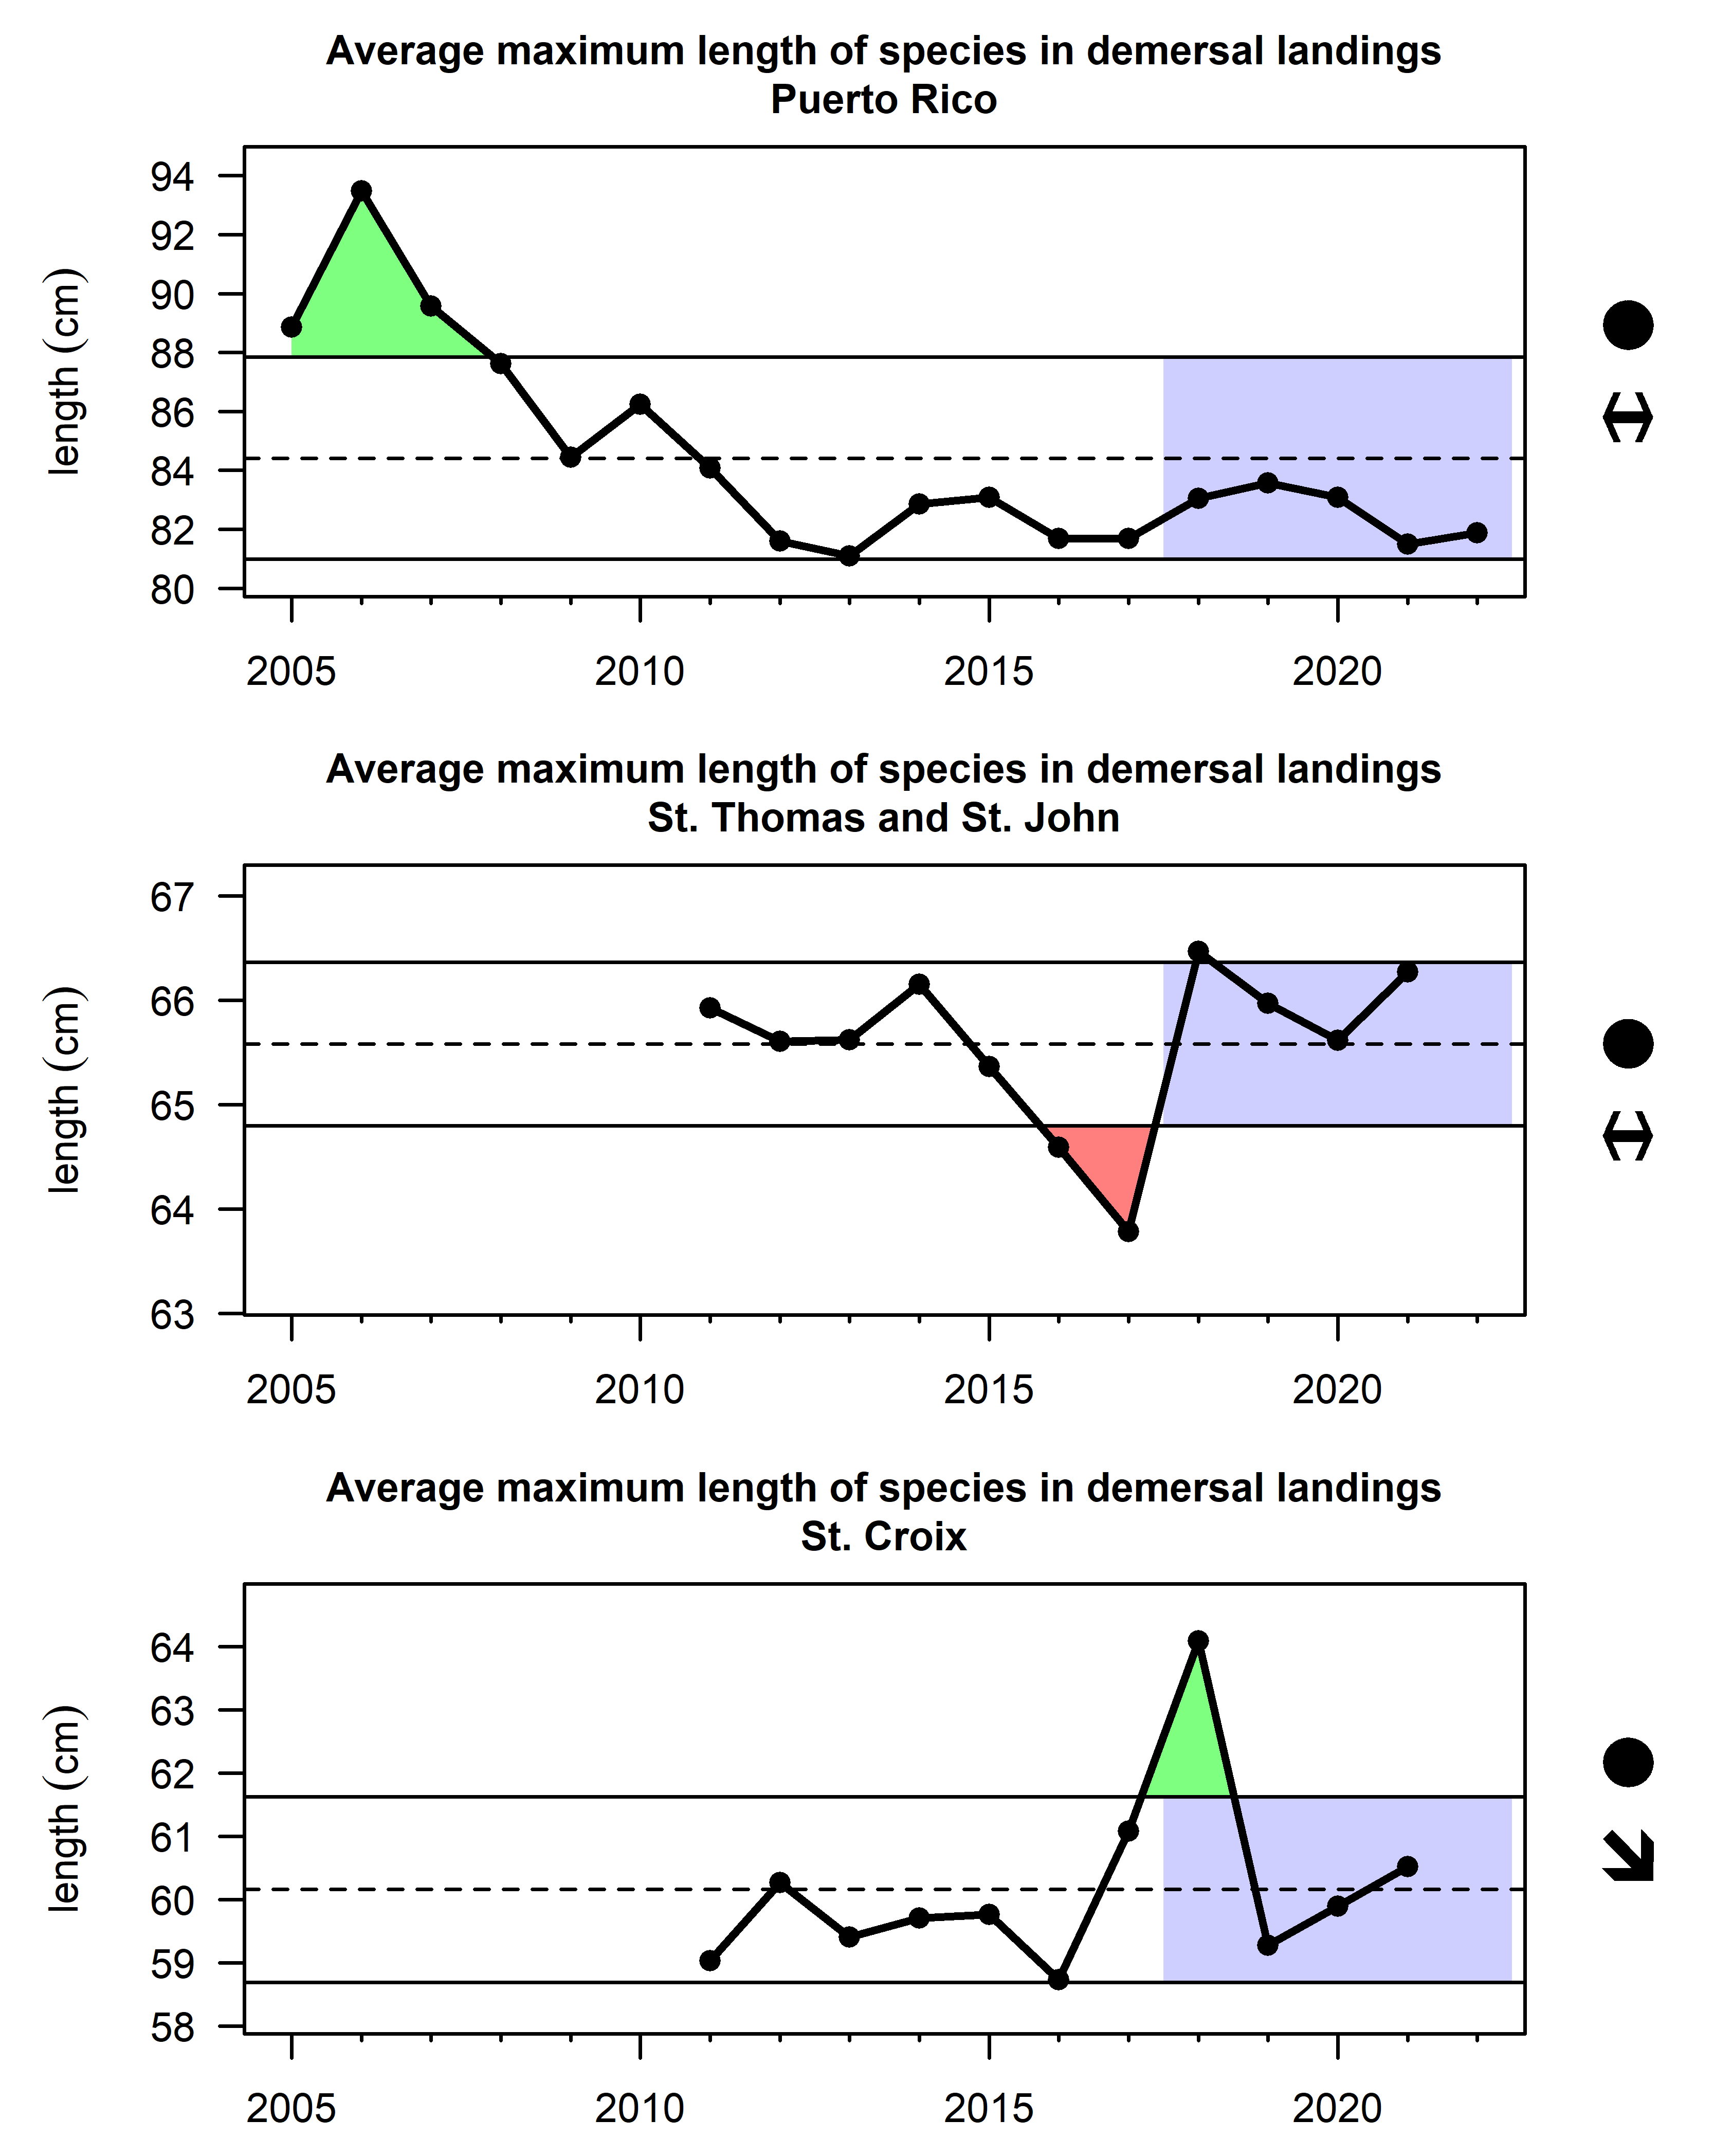 Average maximum length of species in demersal landings
Puerto Rico
length (cm)
94
92
90
88
86
84
82
80
2005 2010 2015 2020
Average maximum length of species in demersal landings
St. Thomas and St. John
length (cm)
67
66
65
64
63
2005 2010 2015 2020
Average maximum length of species in demersal landings
St. Croix
length (cm)
64
63
62
61
60
59
58
2005 2010 2015 2020